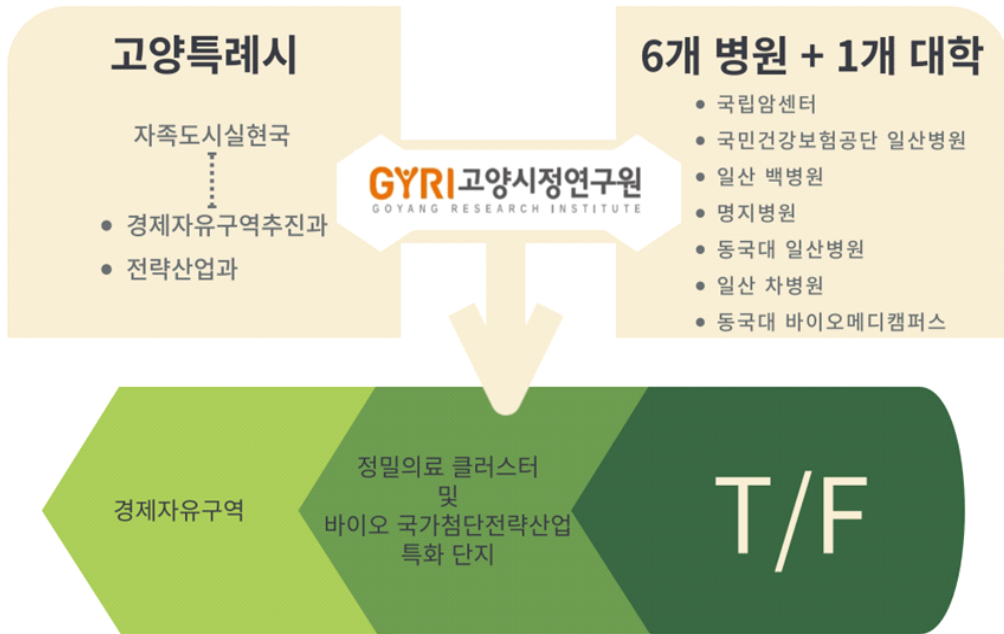 고양특례시
자족도시실현국
• 경제자유구역추진과
• 전략산업과
GYRI 고양시정연구원
GOYANG RESEARCH INSTITUTE
6개 병원 + 1개 대학
• 국립암센터
• 국민건강보험공단 일산병원
• 일산 백병원
• 명지병원
• 동국대 일산병원
• 일산 차병원
• 동국대 바이오메디캠퍼스
경제자유구역
정밀의료 클러스터
및
바이오 국가첨단전략산업
특화 단지
T/F